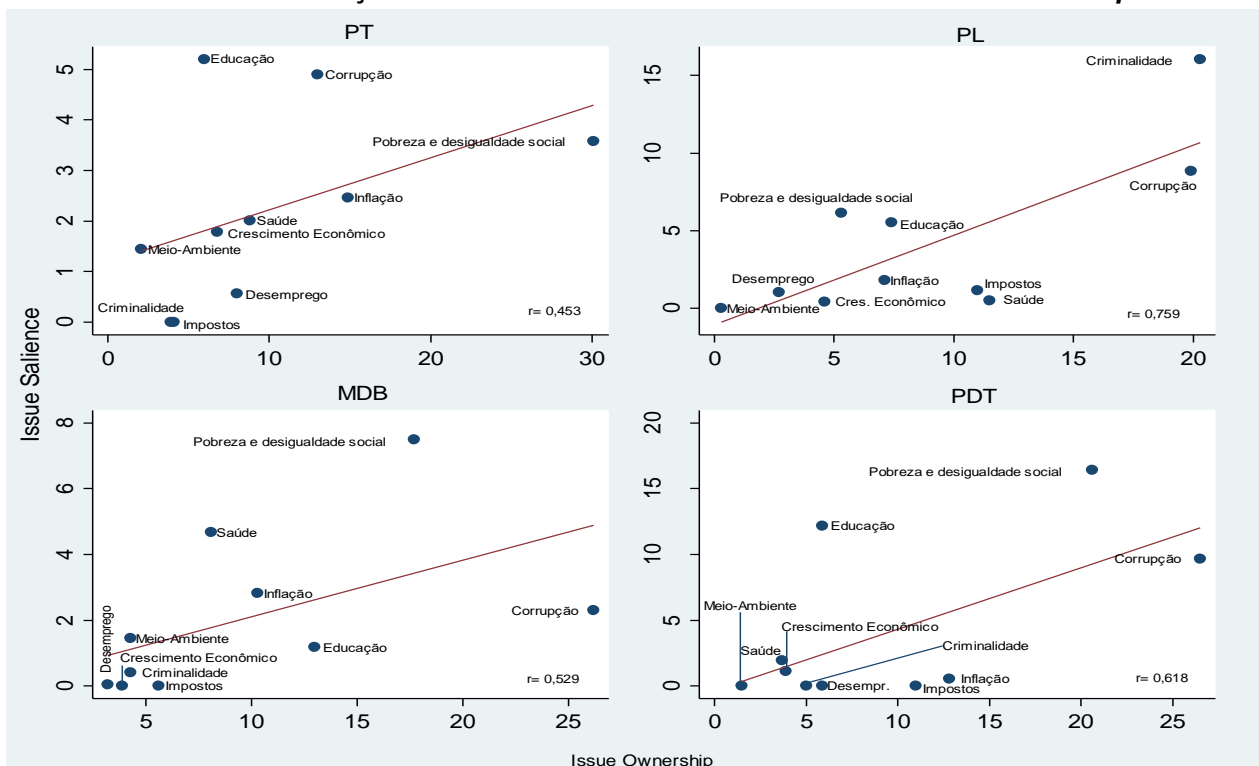 PT
Issue Salience
5
4
3
2
1
0
Educação
Corrupção
Pobreza e desigualdade social
Inflação
Saúde
Crescimento Econômico
Meio-Ambiente
Desemprego
Criminalidade
Impostos
r= 0,453
0 10 20 30
PL
15
10
5
0
Criminalidade
Corrupção
Pobreza e desigualdade social
Educação
Desemprego
Inflação
Impostos
Meio-Ambiente
Cres. Econômico
Saúde
r= 0,759
0 5 10 15 20
MDB
8
6
4
2
0
Pobreza e desigualdade social
Saúde
Inflação
Corrupção
Desemprego
Meio-Ambiente
Educação
Crescimento Econômico
Criminalidade
Impostos
r= 0,529
5 10 15 20 25
PDT
20
15
10
5
0
Pobreza e desigualdade social
Educação
Corrupção
Meio-Ambiente
Crescimento Econômico
Saúde
Criminalidade
Desempr.
Inflação
Impostos
r= 0,618
0 5 10 15 20 25
Issue Ownership